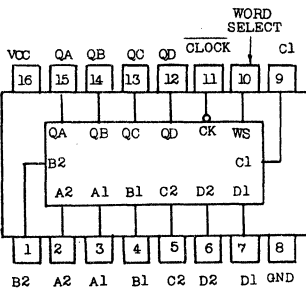 WORD
SELECT
VCC QA QB QC QD CLOCK C1
16 15 14 13 12 11 10 9
QA QB QC QD CK WS
B2 C1
A2 A1 B1 C2 D2 D1
1 2 3 4 5 6 7 8
B2 A2 A1 B1 C2 D2 D1 GND